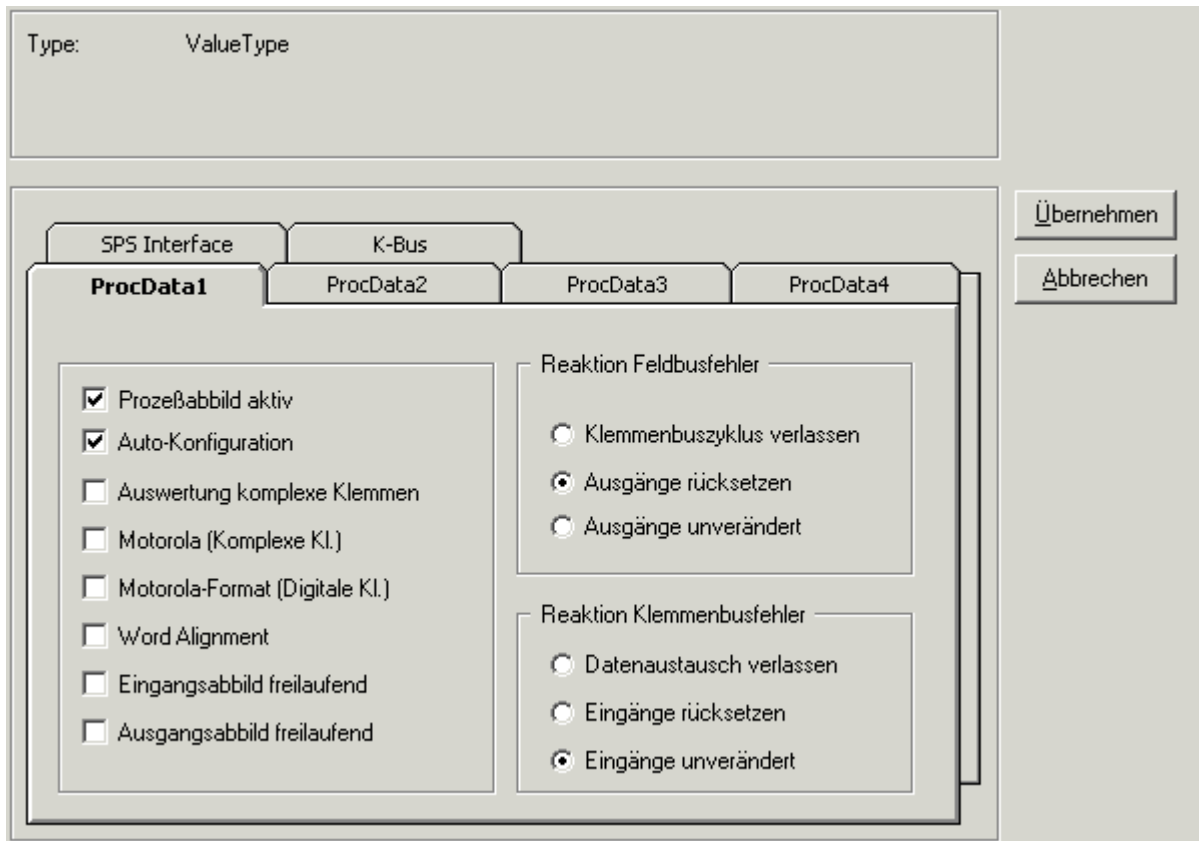 Type: ValueType
Übernehmen
Abbrechen
SPS Interface K-Bus
ProcData1 ProcData2 ProcData3 ProcData4
Prozeßabbild aktiv
Auto-Konfiguration
Auswertung komplexe Klemmen
Motorola (Komplexe Kl.)
Motorola-Format (Digitale Kl.)
Word Alignment
Eingangsabbild freilaufend
Ausgangsabbild freilaufend
Reaktion Feldbusfehler
Klemmenbuszyklus verlassen
Ausgänge rücksetzen
Ausgänge unverändert
Reaktion Klemmenbusfehler
Datenaustausch verlassen
Eingänge rücksetzen
Eingänge unverändert